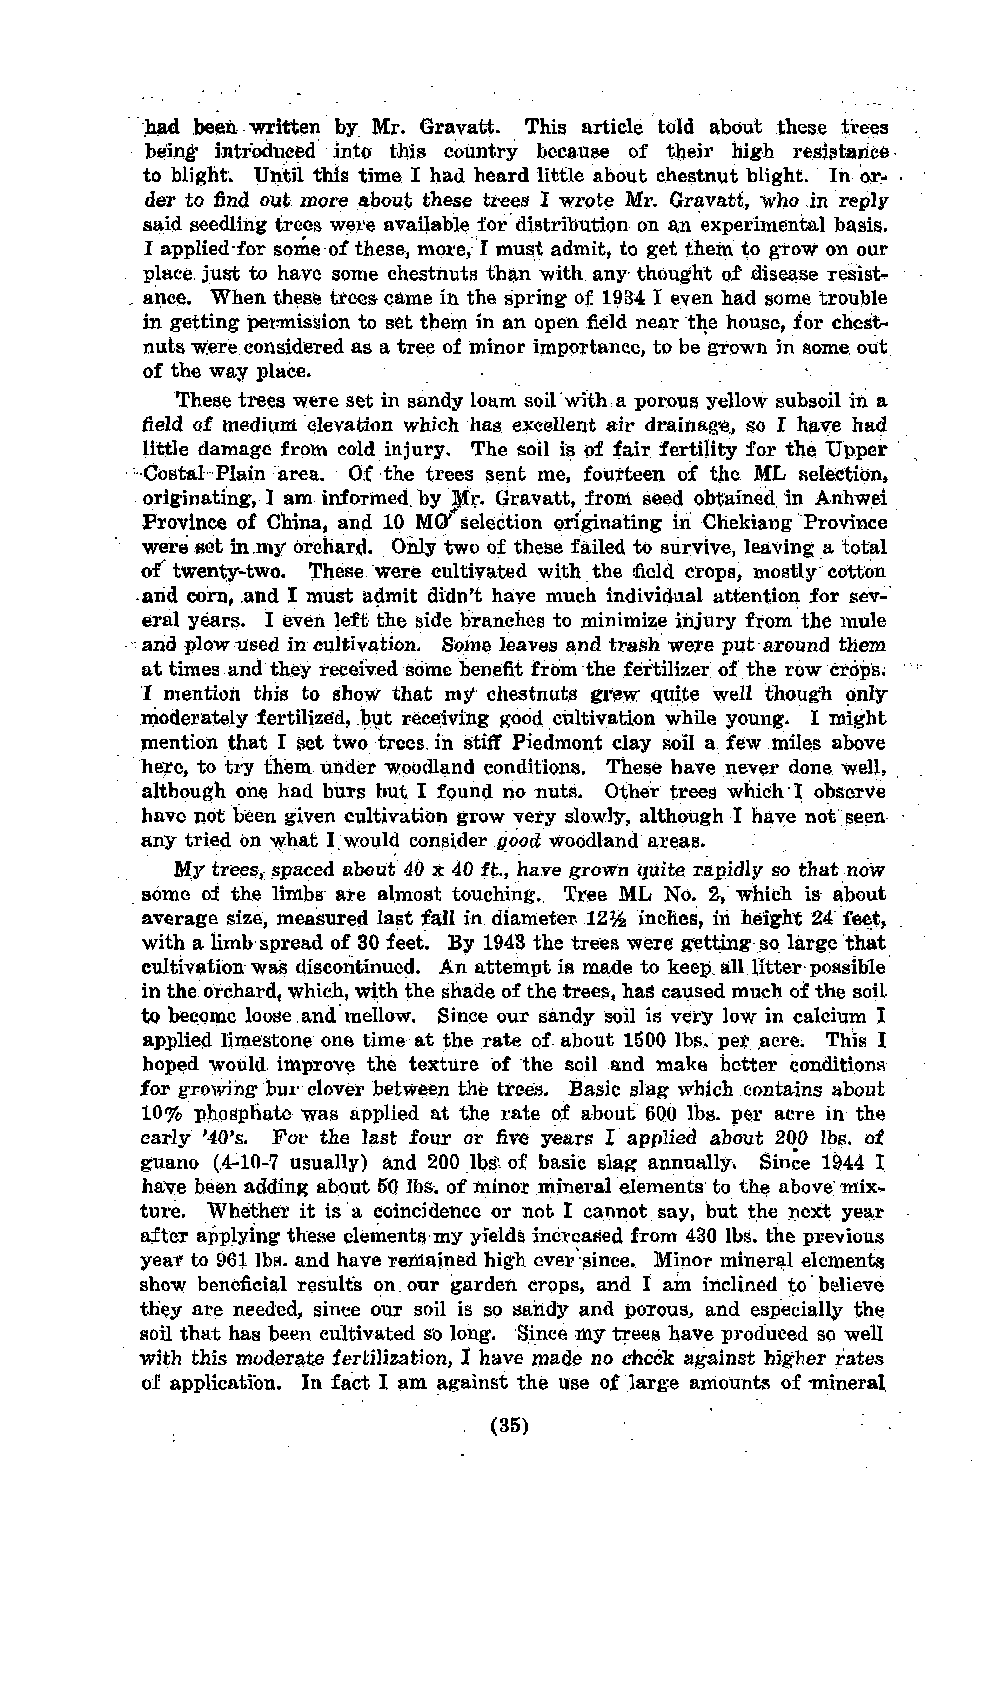 had been written by Mr. Gravatt. This article told about these trees
being introduced into this country because of their high resistance
to blight. Until this time I had heard little about chestnut blight. In or-
der to find out more about these trees I wrote Mr. Gravatt, who in reply
said seedling trees were available for distribution on an experimental basis.
I applied for some of these, more, I must admit, to get them to grow on our
place just to have some chestnuts than with any thought of disease resist-
ance. When these trees came in the spring of 1934 I even had some trouble
in getting permission to set them in an open field near the house, for chest-
nuts were considered as a tree of minor importance, to be grown in some out
of the way place.
These trees were set in sandy loam soil with a porous yellow subsoil in a
field of medium elevation which has excellent air drainage, so I have had
little damage from cold injury. The soil is of fair fertility for the Upper
Costal Plain area. Of the trees sent me, fourteen of the ML selection,
originating, I am informed by Mr. Gravatt, from seed obtained in Anhwei
Province of China, and 10 MO selection originating in Chekiang Province
were set in my orchard. Only two of these failed to survive, leaving a total
of twenty-two. These were cultivated with the field crops, mostly cotton
and corn, and I must admit didn't have much individual attention for sev-
eral years. I even left the side branches to minimize injury from the mule
and plow used in cultivation. Some leaves and trash were put around them
at times and they received some benefit from the fertilizer of the row crops.
I mention this to show that my chestnuts grew quite well though only
moderately fertilized, but receiving good cultivation while young. I might
mention that I set two trees in stiff Piedmont clay soil a few miles above
here, to try them under woodland conditions. These have never done well,
although one had burs but I found no nuts. Other trees which I observe
have not been given cultivation grow very slowly, although I have not seen
any tried on what I would consider good woodland areas.
My trees, spaced about 40 x 40 ft., have grown quite rapidly so that now
some of the limbs are almost touching. Tree ML No. 2, which is about
average size, measured last fall in diameter 12½ inches, in height 24 feet,
with a limb spread of 30 feet. By 1943 the trees were getting so large that
cultivation was discontinued. An attempt is made to keep all litter possible
in the orchard, which, with the shade of the trees, has caused much of the soil
to become loose and mellow. Since our sandy soil is very low in calcium I
applied limestone one time at the rate of about 1500 lbs. per acre. This I
hoped would improve the texture of the soil and make better conditions
for growing bur clover between the trees. Basic slag which contains about
10% phosphate was applied at the rate of about 600 lbs. per acre in the
early '40's. For the last four or five years I applied about 200 lbs. of
guano (4-10-7 usually) and 200 lbs. of basic slag annually. Since 1944 I
have been adding about 50 lbs. of minor mineral elements to the above mix-
ture. Whether it is a coincidence or not I cannot say, but the next year
after applying these elements my yields increased from 430 lbs. the previous
year to 961 lbs. and have remained high ever since. Minor mineral elements
show beneficial results on our garden crops, and I am inclined to believe
they are needed, since our soil is so sandy and porous, and especially the
soil that has been cultivated so long. Since my trees have produced so well
with this moderate fertilization, I have made no check against higher rates
of application. In fact I am against the use of large amounts of mineral
(35)